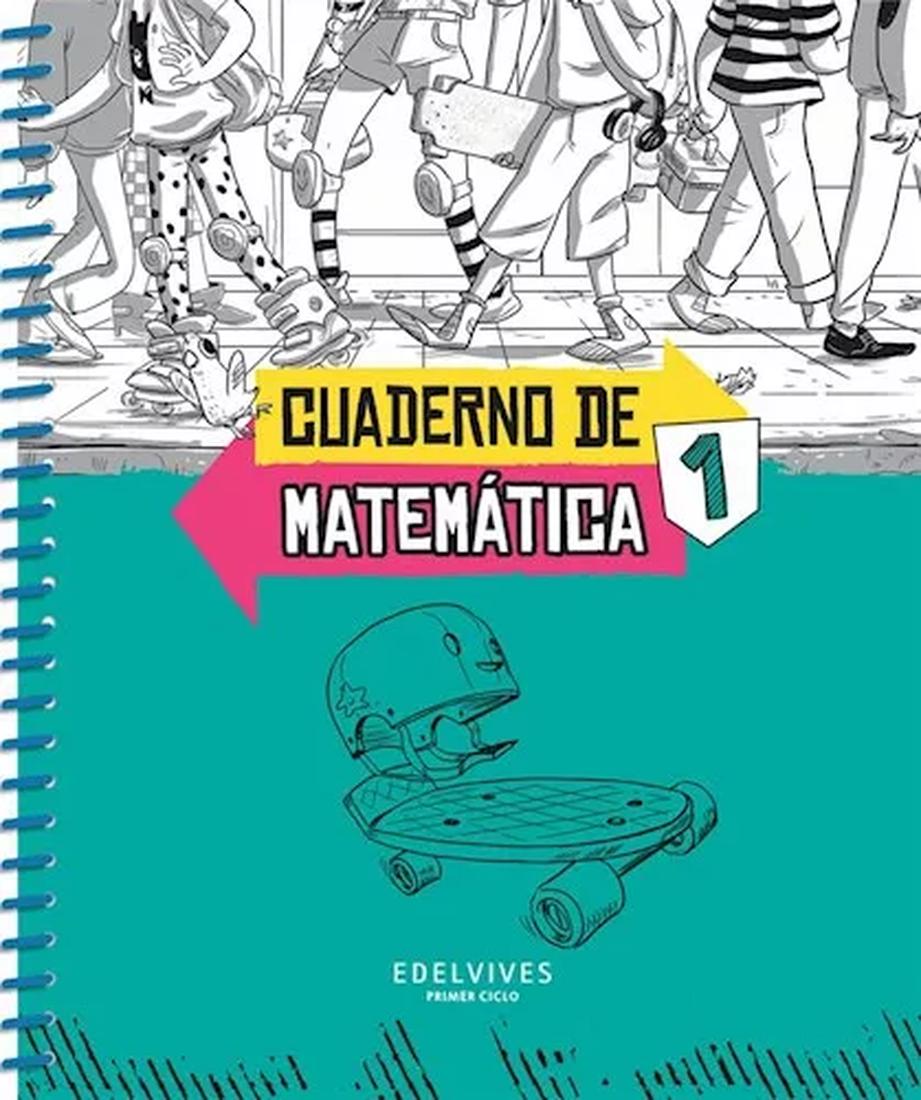 CUADERNO DE
MATEMÁTICA
1
EDELVIVES
PRIMER CICLO